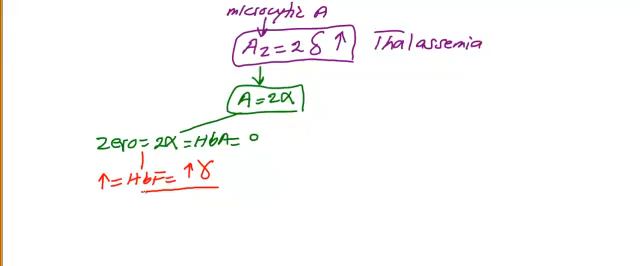 microcytic A
A2 = 2 δ ↑ Thalassemia
A = 2α
Zero = 2α = HbA = 0
↑ = HbF = ↑ γ